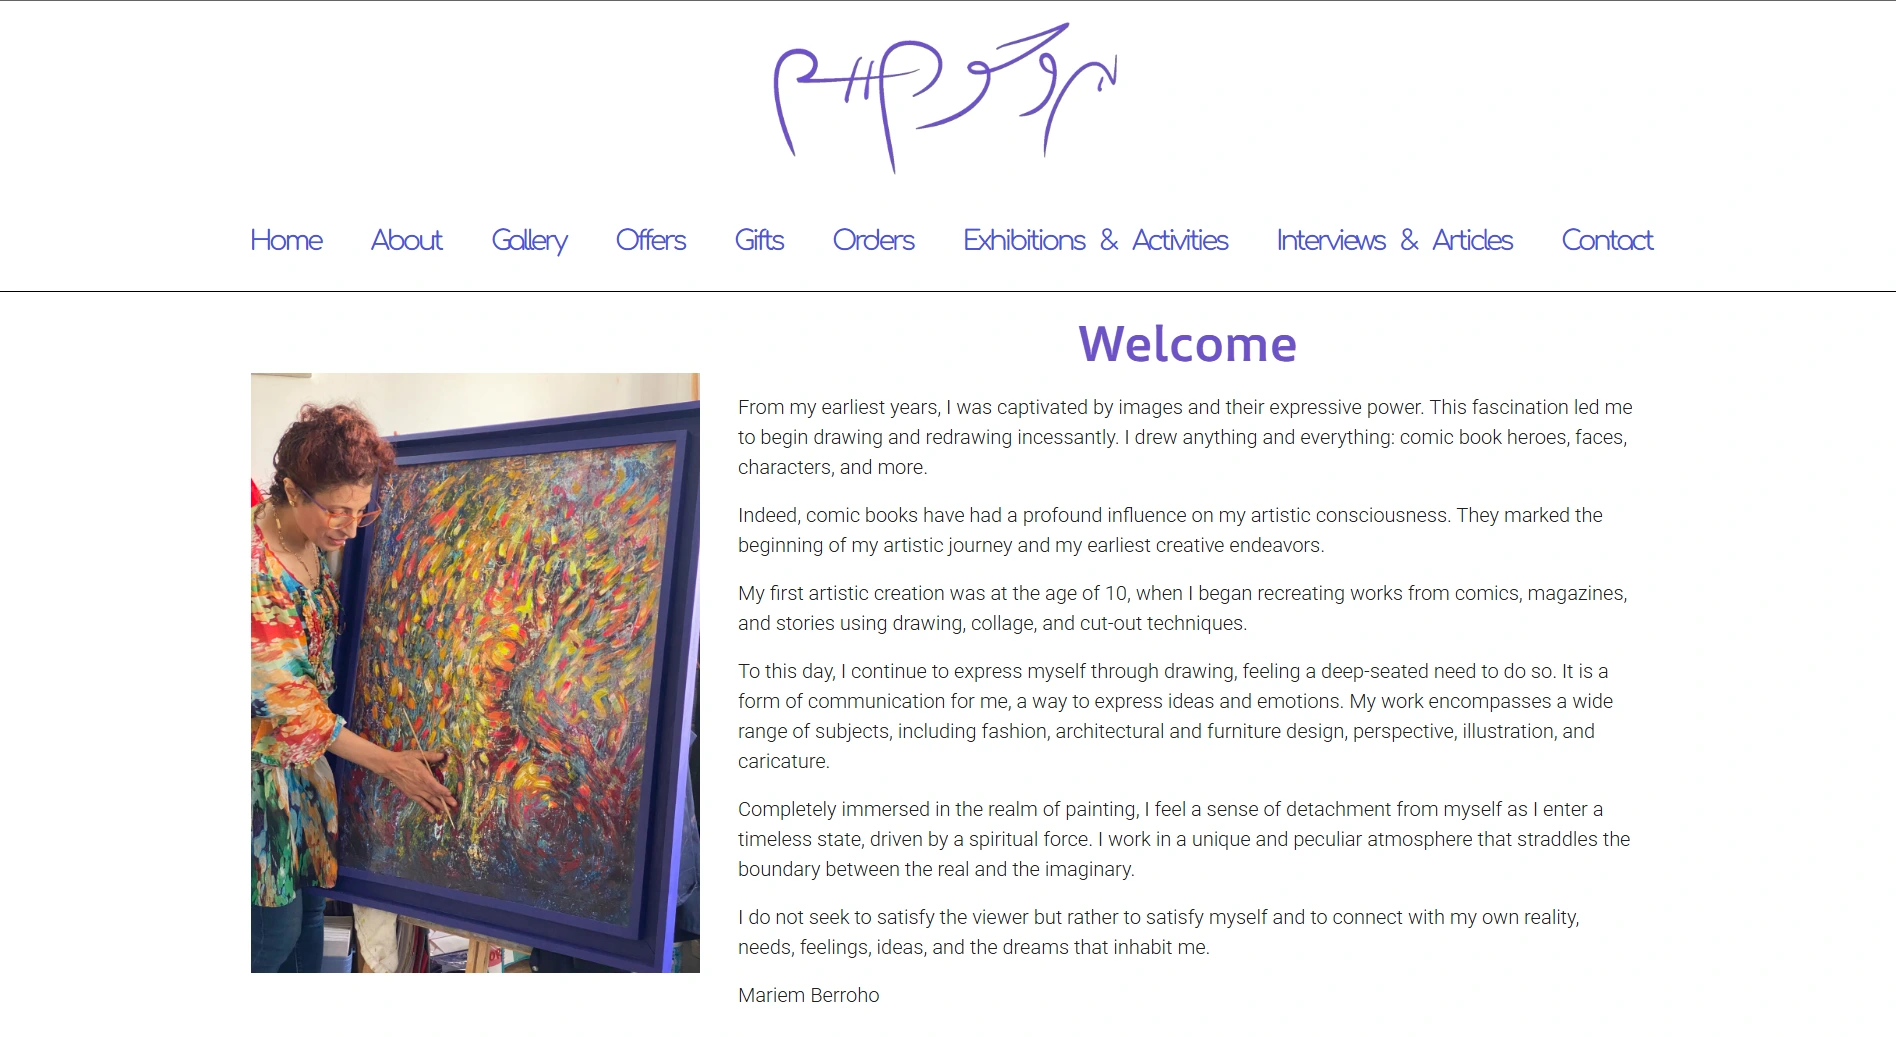 Home About Gallery Offers Gifts Orders Exhibitions & Activities Interviews & Articles Contact
Welcome
From my earliest years, I was captivated by images and their expressive power. This fascination led me
to begin drawing and redrawing incessantly. I drew anything and everything: comic book heroes, faces,
characters, and more.
Indeed, comic books have had a profound influence on my artistic consciousness. They marked the
beginning of my artistic journey and my earliest creative endeavors.
My first artistic creation was at the age of 10, when I began recreating works from comics, magazines,
and stories using drawing, collage, and cut-out techniques.
To this day, I continue to express myself through drawing, feeling a deep-seated need to do so. It is a
form of communication for me, a way to express ideas and emotions. My work encompasses a wide
range of subjects, including fashion, architectural and furniture design, perspective, illustration, and
caricature.
Completely immersed in the realm of painting, I feel a sense of detachment from myself as I enter a
timeless state, driven by a spiritual force. I work in a unique and peculiar atmosphere that straddles the
boundary between the real and the imaginary.
I do not seek to satisfy the viewer but rather to satisfy myself and to connect with my own reality,
needs, feelings, ideas, and the dreams that inhabit me.
Mariem Berroho